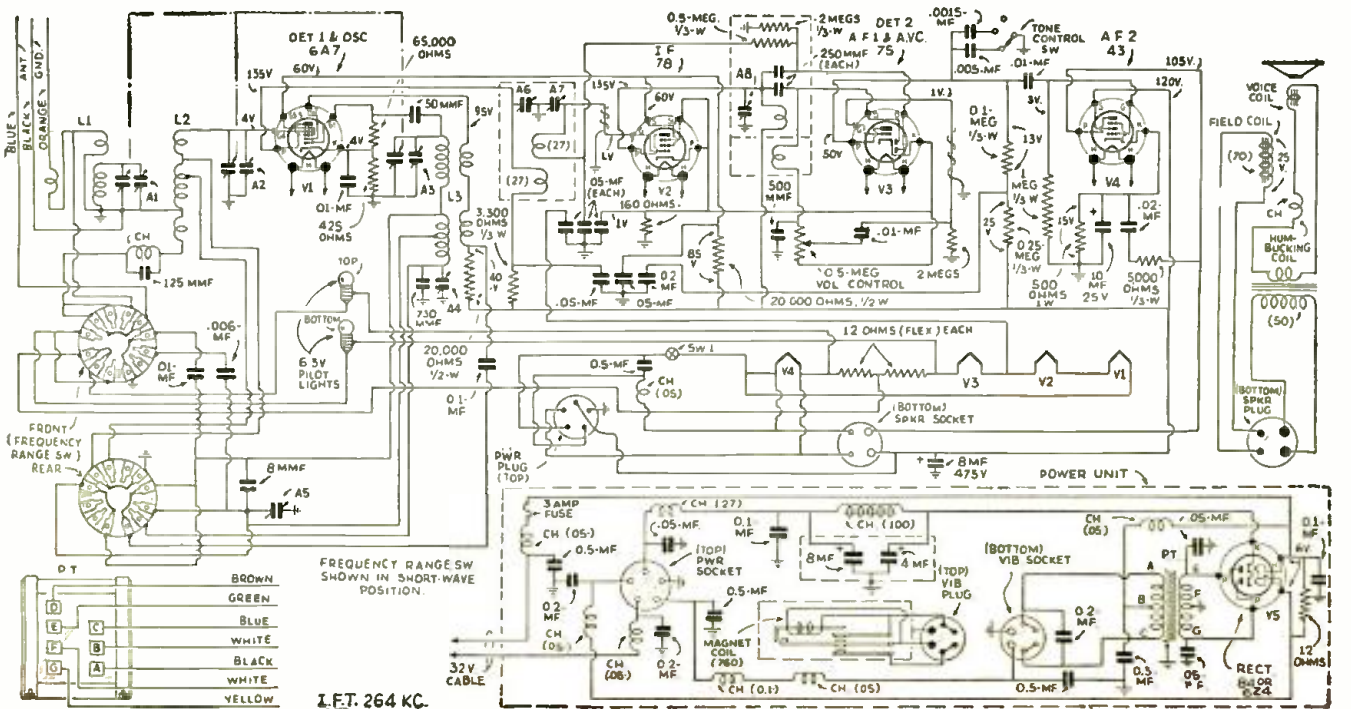 BLUE
BLACK-ANT.
ORANGE-GND.
L1
L2
A1
CH
125 MMF
DET 1 & OSC
6A7
65,000
OHMS
60V.
135V.
4V
A2
V1
50 MMF
4V
.01-MF
425
OHMS
A3
95V
L3
3,300
OHMS
1/3 W
40
V
730
MMF
A4
20,000
OHMS
1/2-W
0.1-
MF
A6
A7
(27)
(27)
.05-MF
(EACH)
0.5-MEG.
1/3-W
I F
78
135V.
60V
LV
V2
160 OHMS
1V
.05-MF
.05-MF
0.2
MF
85
V
.2 MEGS
1/3-W
A8
250 MMF
(EACH)
DET 2
A F 1 & A.V.C.
75
1V.
50V
V3
500
MMF
.01-MF
0.5-MEG
VOL CONTROL
2 MEGS
20 000 OHMS, 1/2 W
.0015-
MF
TONE
CONTROL
SW
.005-MF
.01-MF
0.1-
MEG
1/3-W
13V
3V.
1
MEG
1/3 W
25
V
0.25-
MEG
1/3-W
A F 2
43
105V.
120V.
V4
15V
500
OHMS
1W
10
MF
25 V
.02-
MF
5000
OHMS
1/3-W
VOICE
COIL
FIELD COIL
(70)
25
V.
CH
HUM-
BUCKING
COIL
(50)
(BOTTOM)
SPKR
PLUG
TOP
BOTTOM
6 3V
PILOT
LIGHTS
.006-
MF
.01-
MF
FRONT
(FREQUENCY
RANGE SW)
REAR
8 MMF
A5
FREQUENCY RANGE SW
SHOWN IN SHORT-WAVE
POSITION.
12 OHMS (FLEX) EACH
SW 1
0.5-MF
CH
(.05)
V4
V3
V2
V1
PWR
PLUG
(TOP)
(BOTTOM)
SPKR SOCKET
8 MF
475V
POWER UNIT
3 AMP
FUSE
CH (.05)
0.5-MF
0.2
MF
CH
(.05)
CH (27)
.05-MF
(TOP)
PWR
SOCKET
0.1-
MF
CH (100)
8MF
4 MF
0.5-MF
CH
(.05)
0.2-
MF
MAGNET
COIL
(760)
(TOP)
VIB
PLUG
(BOTTOM)
VIB SOCKET
0.2
MF
CH (0.1)
CH (05)
0.5-MF
0.5
MF
CH
(.05)
.05-MF
PT
A
B
C
E
F
G
V5
0.1-
MF
6V
12
OHMS
RECT
84 OR
6Z4
32V
CABLE
P T
D
E
F
G
C
B
A
BROWN
GREEN
BLUE
WHITE
BLACK
WHITE
YELLOW
I.F.T. 264 KC.